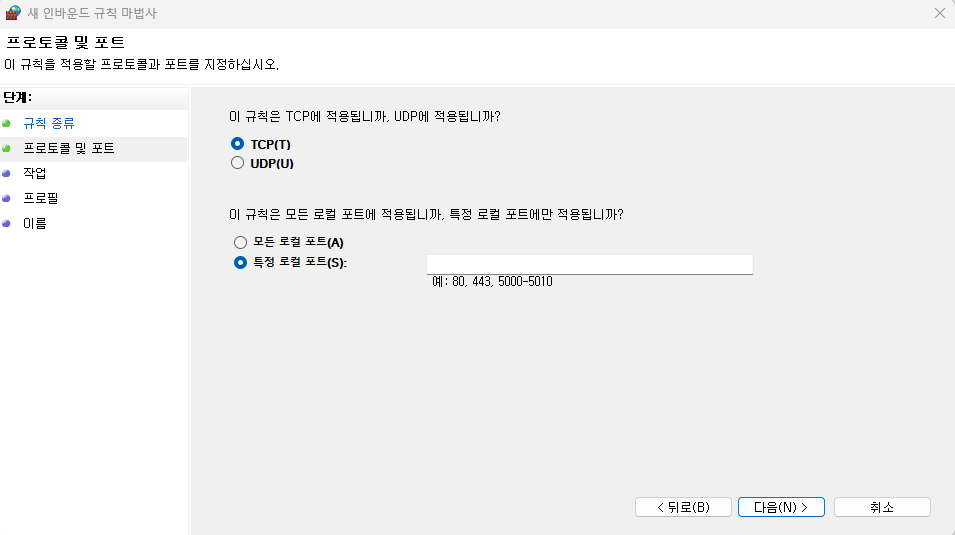 새 인바운드 규칙 마법사
프로토콜 및 포트
이 규칙을 적용할 프로토콜과 포트를 지정하십시오.
단계:
규칙 종류
프로토콜 및 포트
작업
프로필
이름
이 규칙은 TCP에 적용됩니까, UDP에 적용됩니까?
TCP(T)
UDP(U)
이 규칙은 모든 로컬 포트에 적용됩니까, 특정 로컬 포트에만 적용됩니까?
모든 로컬 포트(A)
특정 로컬 포트(S):
예: 80, 443, 5000-5010
< 뒤로(B)
다음(N) >
취소